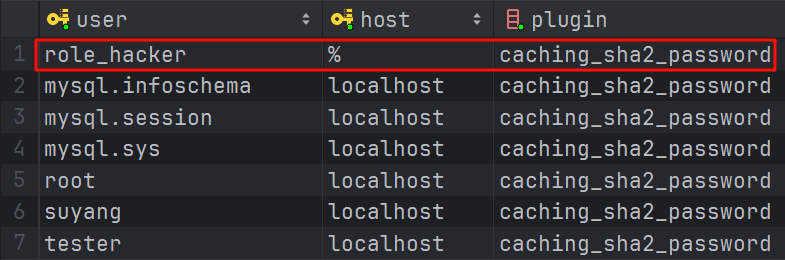 user host plugin
1 role_hacker % caching_sha2_password
2 mysql.infoschema localhost caching_sha2_password
3 mysql.session localhost caching_sha2_password
4 mysql.sys localhost caching_sha2_password
5 root localhost caching_sha2_password
6 suyang localhost caching_sha2_password
7 tester localhost caching_sha2_password